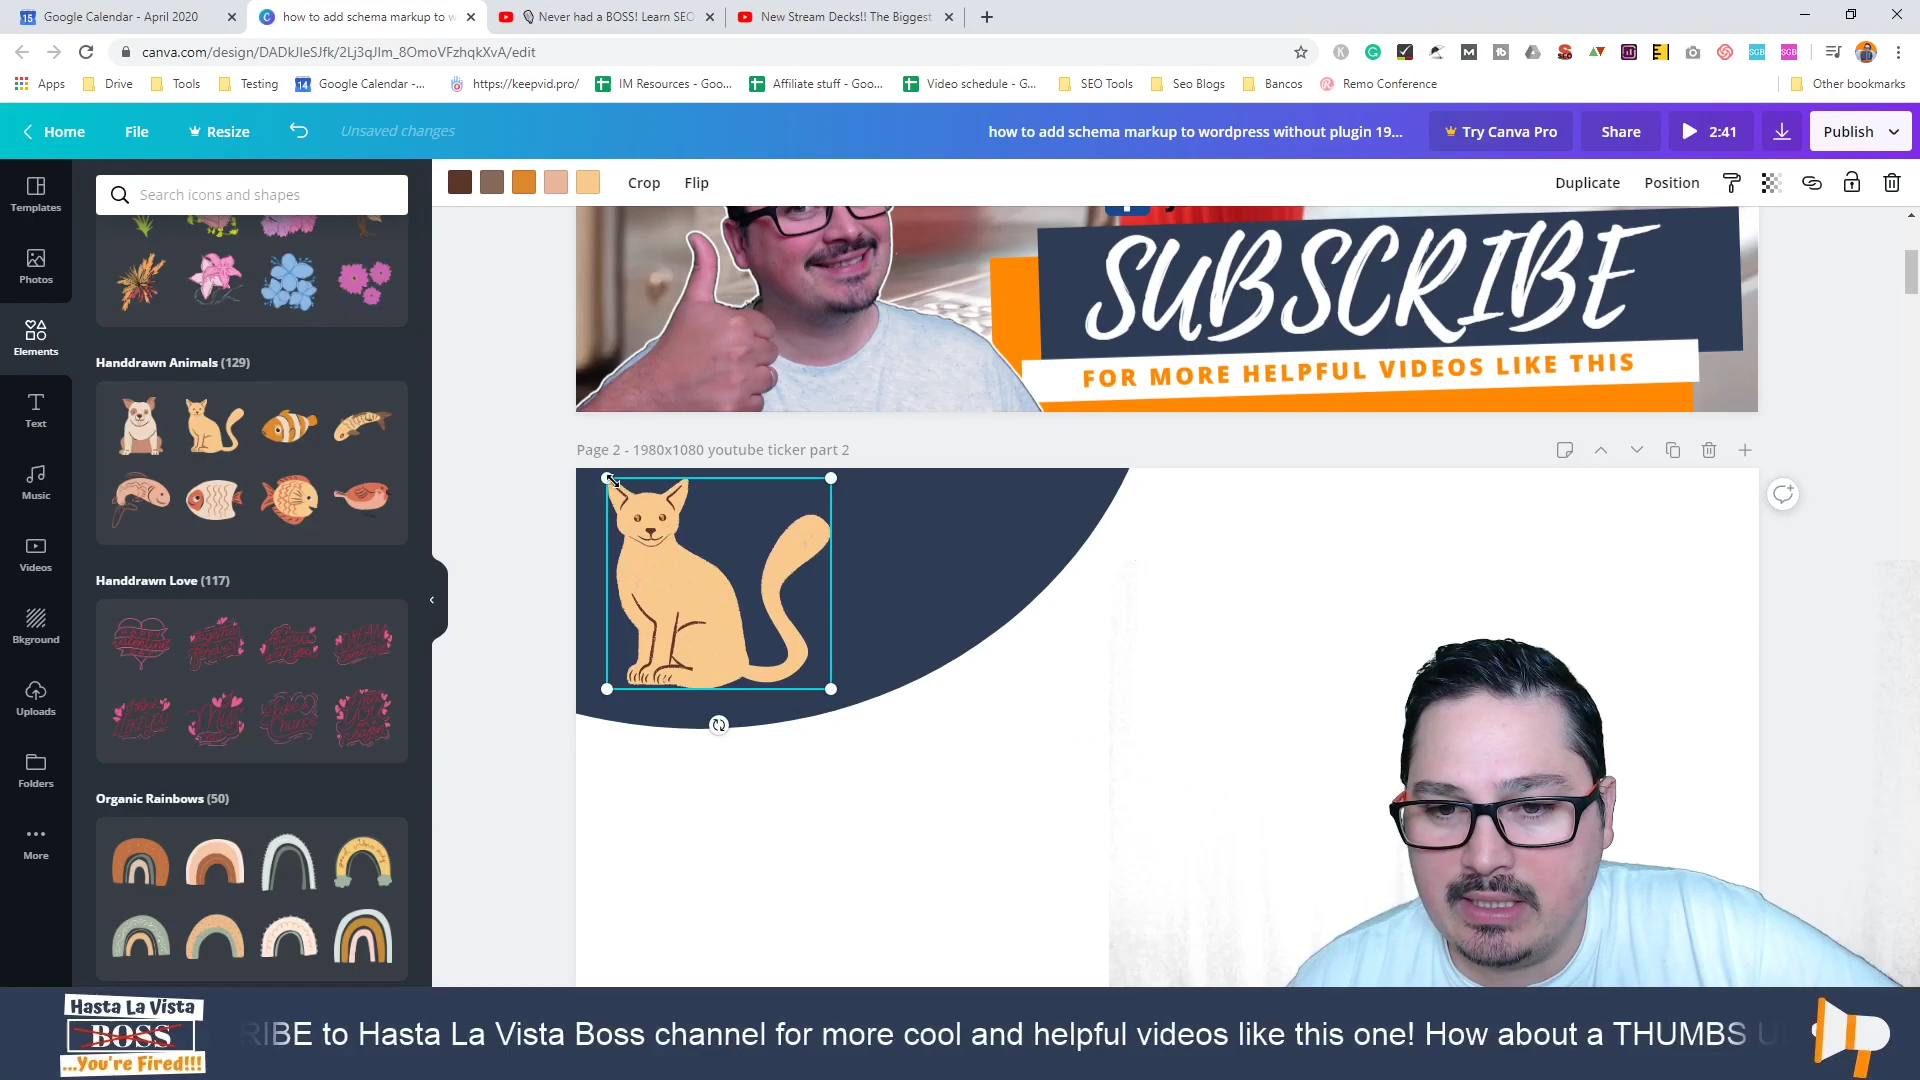 Google Calendar - April 2020
how to add schema markup to w
Never had a BOSS! Learn SEO
New Stream Decks!! The Biggest
canva.com/design/DADkJIeSJfk/2Lj3qJIm_8OmoVFzhqkXvA/edit
Apps
Drive
Tools
Testing
Google Calendar -...
https://keepvid.pro/
IM Resources - Goo...
Affiliate stuff - Goo...
Video schedule - G...
SEO Tools
Seo Blogs
Bancos
Remo Conference
Other bookmarks
Home
File
Resize
Unsaved changes
how to add schema markup to wordpress without plugin 19...
Try Canva Pro
Share
2:41
Publish
Templates
Photos
Elements
Text
Music
Videos
Bkground
Uploads
Folders
More
Search icons and shapes
Handdrawn Animals (129)
Handdrawn Love (117)
Organic Rainbows (50)
Crop
Flip
Duplicate
Position
SUBSCRIBE
FOR MORE HELPFUL VIDEOS LIKE THIS
Page 2 - 1980x1080 youtube ticker part 2
Hasta La Vista
BOSS
...You're Fired!!!
RIBE to Hasta La Vista Boss channel for more cool and helpful videos like this one! How about a THUMBS U